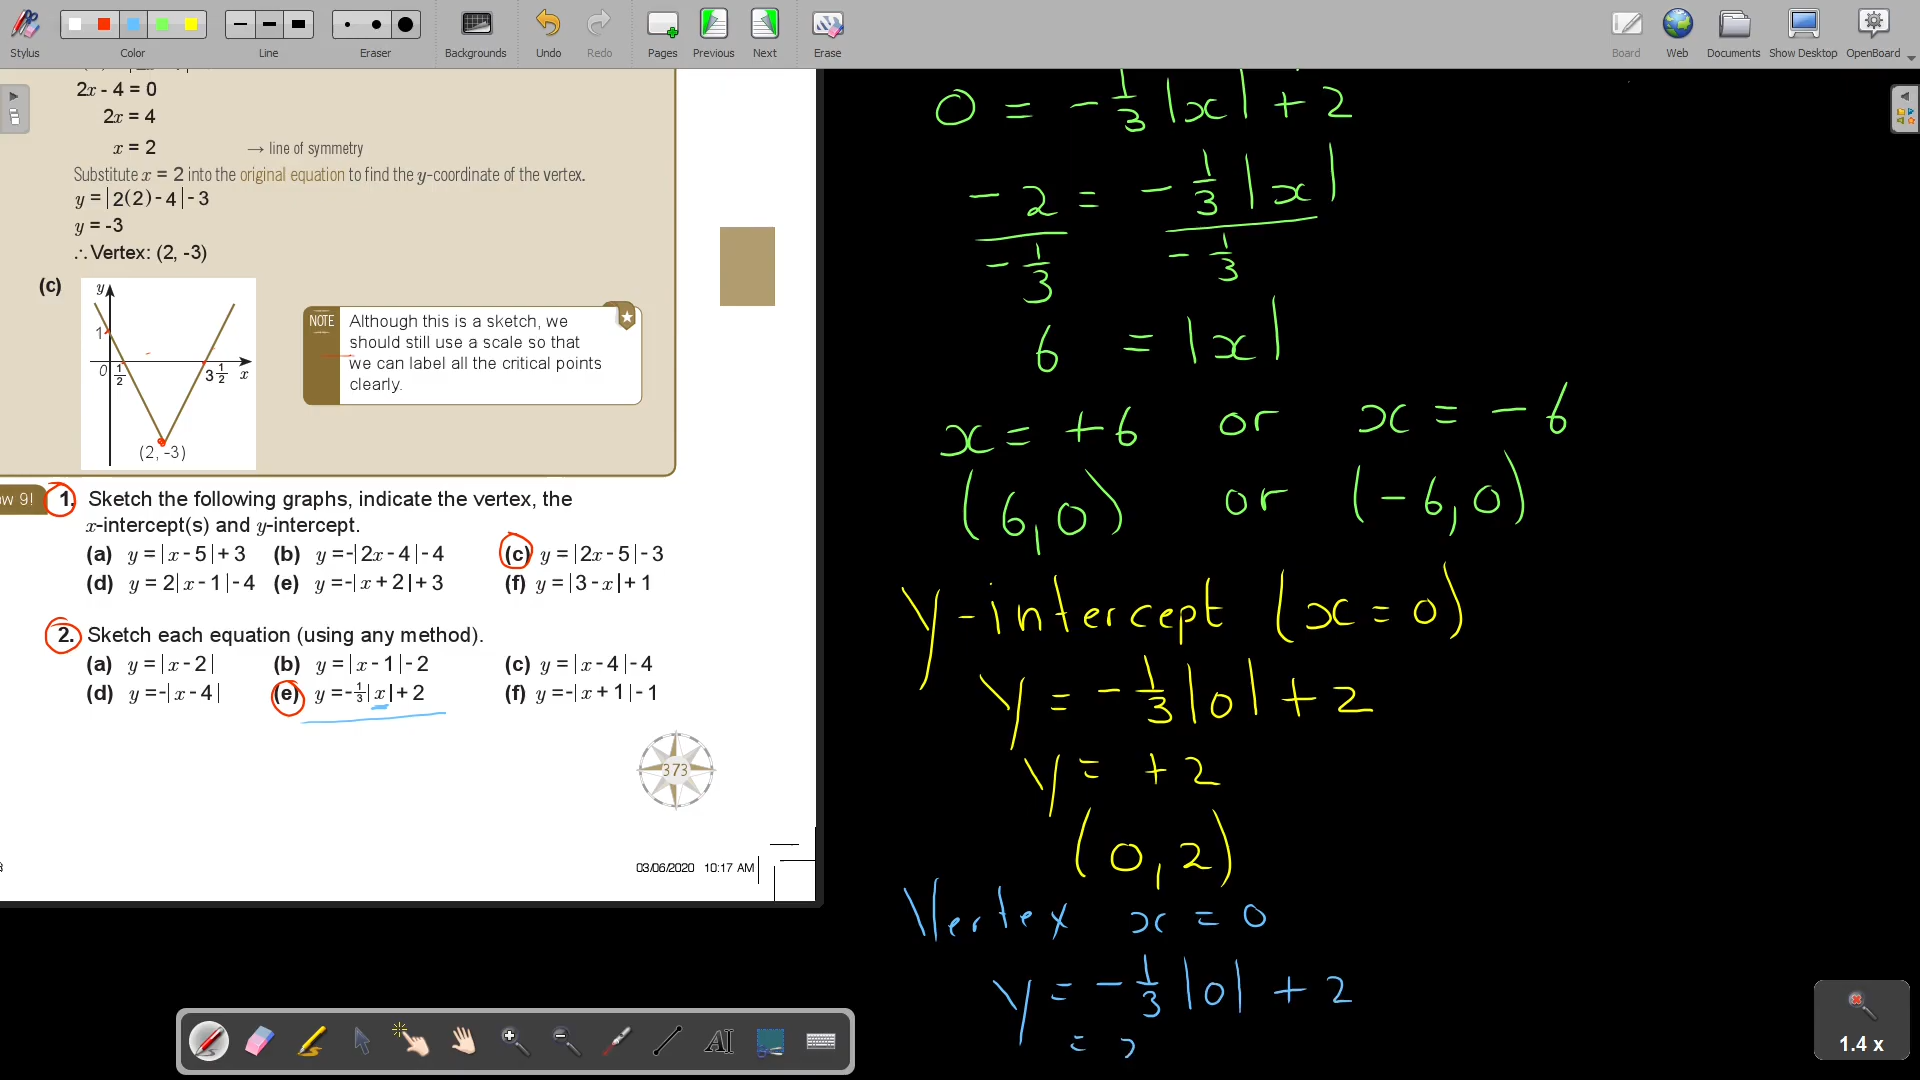 Stylus
Color
Line
Eraser
Backgrounds
Undo
Redo
Pages
Previous
Next
Erase
Board
Web
Documents
Show Desktop
OpenBoard
2x - 4 = 0
2x = 4
x = 2 → line of symmetry
Substitute x = 2 into the original equation to find the y-coordinate of the vertex.
y = |2(2) - 4| - 3
y = -3
∴ Vertex: (2, -3)
(c)
y
1
0 1/2 3 1/2 x
(2, -3)
NOTE
Although this is a sketch, we
should still use a scale so that
we can label all the critical points
clearly.
w 9!
1. Sketch the following graphs, indicate the vertex, the
x-intercept(s) and y-intercept.
(a) y = |x - 5| + 3 (b) y = -|2x - 4| - 4 (c) y = |2x - 5| - 3
(d) y = 2|x - 1| - 4 (e) y = -|x + 2| + 3 (f) y = |3 - x| + 1
2. Sketch each equation (using any method).
(a) y = |x - 2| (b) y = |x - 1| - 2 (c) y = |x - 4| - 4
(d) y = -|x - 4| (e) y = -1/3|x| + 2 (f) y = -|x + 1| - 1
373
03/06/2020 10:17 AM
0 = -1/3 |x| + 2
-2 = -1/3 |x|
-1/3 -1/3
6 = |x|
x = +6 or x = -6
(6,0) or (-6,0)
y-intercept (x = 0)
y = -1/3 |0| + 2
y = +2
(0,2)
Vertex x = 0
y = -1/3 |0| + 2
=
1.4 x